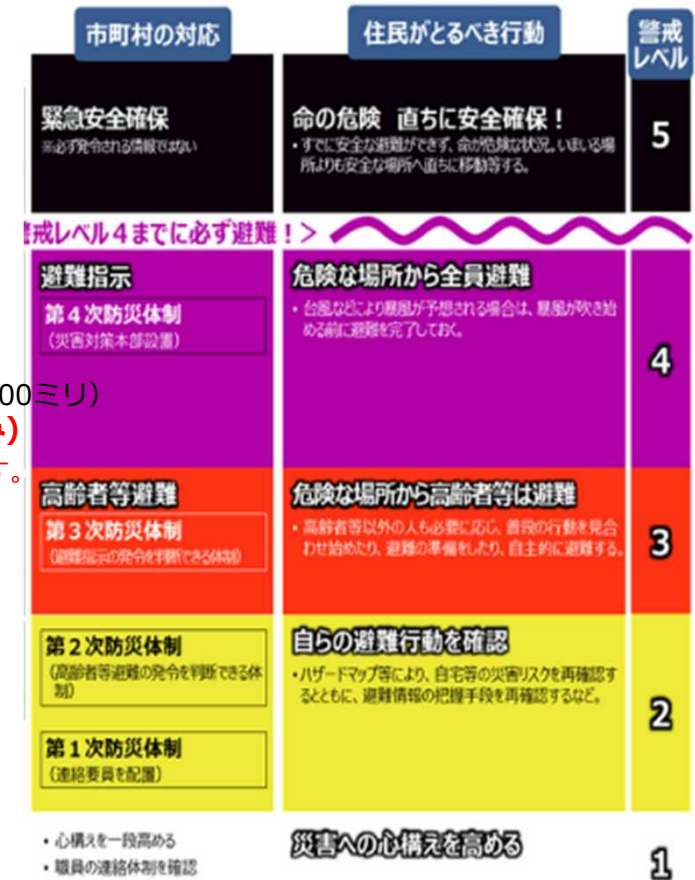 市町村の対応
住民がとるべき行動
警戒
レベル
緊急安全確保
※必ず発令される情報ではない
命の危険 直ちに安全確保！
・すでに安全な避難ができず、命が危険な状況。いまいる場
所よりも安全な場所へ直ちに移動等する。
5
戒レベル４までに必ず避難！＞
避難指示
第４次防災体制
（災害対策本部設置）
危険な場所から全員避難
・台風などにより暴風が予想される場合は、暴風が吹き始
める前に避難を完了しておく。
4
00ミリ）
)
。
高齢者等避難
第３次防災体制
（避難指示の発令を判断できる体制）
危険な場所から高齢者等は避難
・高齢者等以外の人も必要に応じ、普段の行動を見合
わせ始めたり、避難の準備をしたり、自主的に避難する。
3
第２次防災体制
（高齢者等避難の発令を判断できる体
制）
第１次防災体制
（連絡要員を配置）
自らの避難行動を確認
・ハザードマップ等により、自宅等の災害リスクを再確認す
るとともに、避難情報の把握手段を再確認するなど。
2
・心構えを一段高める
・職員の連絡体制を確認
災害への心構えを高める
1